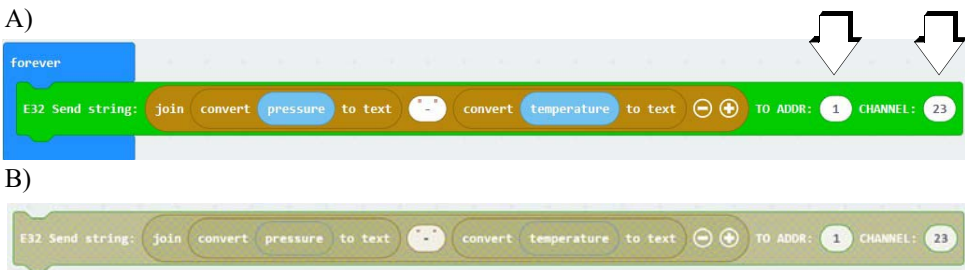 A)
forever
E32 Send string: join convert pressure to text "-" convert temperature to text TO ADDR: 1 CHANNEL: 23
B)
E32 Send string: join convert pressure to text "-" convert temperature to text TO ADDR: 1 CHANNEL: 23